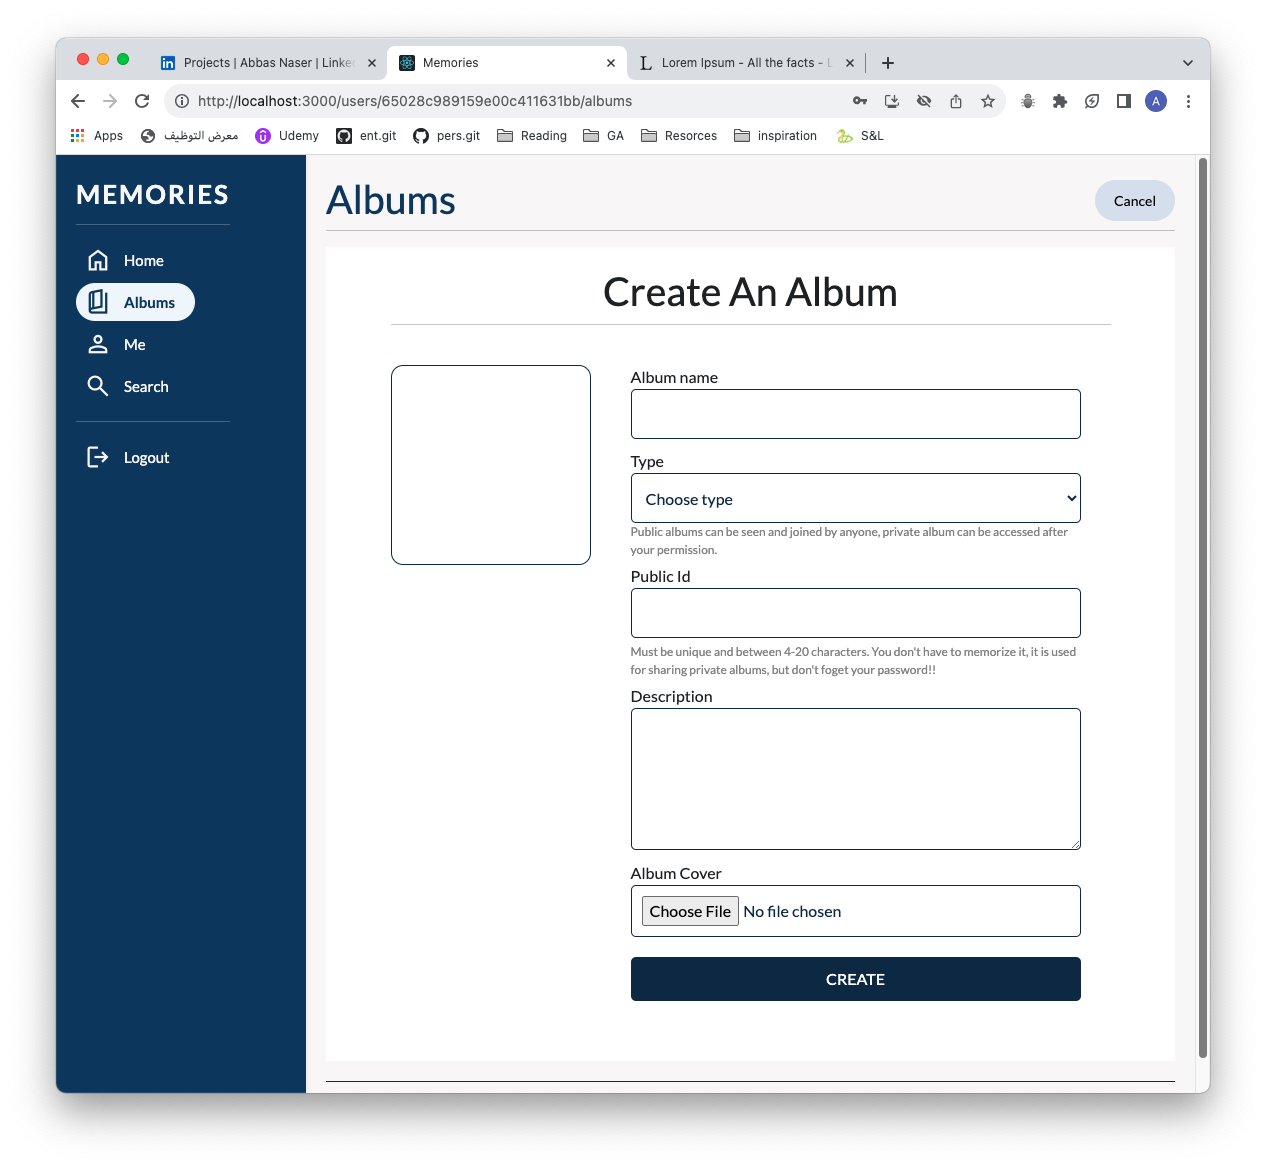 Projects | Abbas Naser | Linke
Memories
Lorem Ipsum - All the facts -
http://localhost:3000/users/65028c989159e00c411631bb/albums
A
Apps
معرض التوظيف
Udemy
ent.git
pers.git
Reading
GA
Resorces
inspiration
S&L
MEMORIES
Home
Albums
Me
Search
Logout
Albums
Cancel
Create An Album
Album name
Type
Choose type
Public albums can be seen and joined by anyone, private album can be accessed after
your permission.
Public Id
Must be unique and between 4-20 characters. You don't have to memorize it, it is used
for sharing private albums, but don't foget your password!!
Description
Album Cover
Choose File No file chosen
CREATE